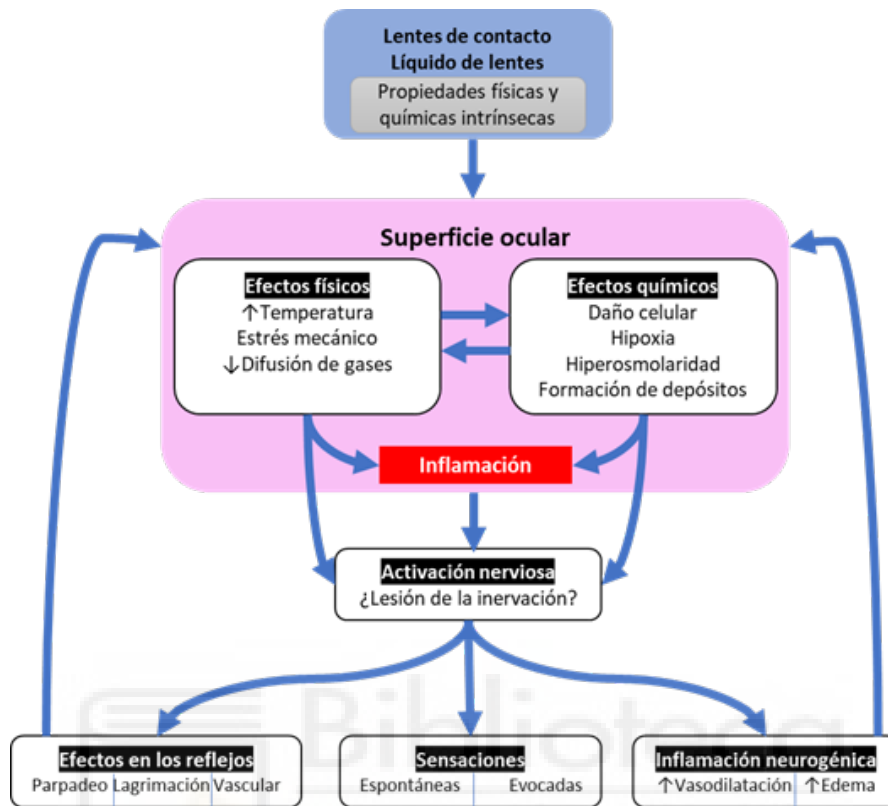 Lentes de contacto
Líquido de lentes
Propiedades físicas y
químicas intrínsecas
Superficie ocular
Efectos físicos
↑Temperatura
Estrés mecánico
↓Difusión de gases
Efectos químicos
Daño celular
Hipoxia
Hiperosmolaridad
Formación de depósitos
Inflamación
Activación nerviosa
¿Lesión de la inervación?
Biblioteca
Efectos en los reflejos
Parpadeo Lagrimación Vascular
Sensaciones
Espontáneas Evocadas
Inflamación neurogénica
↑Vasodilatación ↑Edema